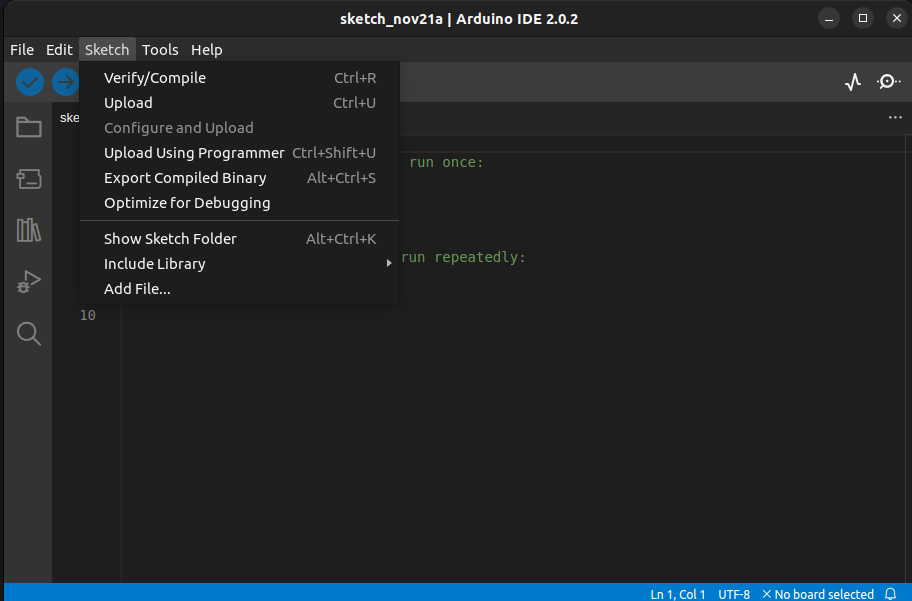 sketch_nov21a | Arduino IDE 2.0.2
File Edit Sketch Tools Help
Verify/Compile Ctrl+R
Upload Ctrl+U
ske
Configure and Upload
Upload Using Programmer Ctrl+Shift+U
run once:
Export Compiled Binary Alt+Ctrl+S
Optimize for Debugging
Show Sketch Folder Alt+Ctrl+K
run repeatedly:
Include Library
Add File...
10
Ln 1, Col 1 UTF-8 No board selected